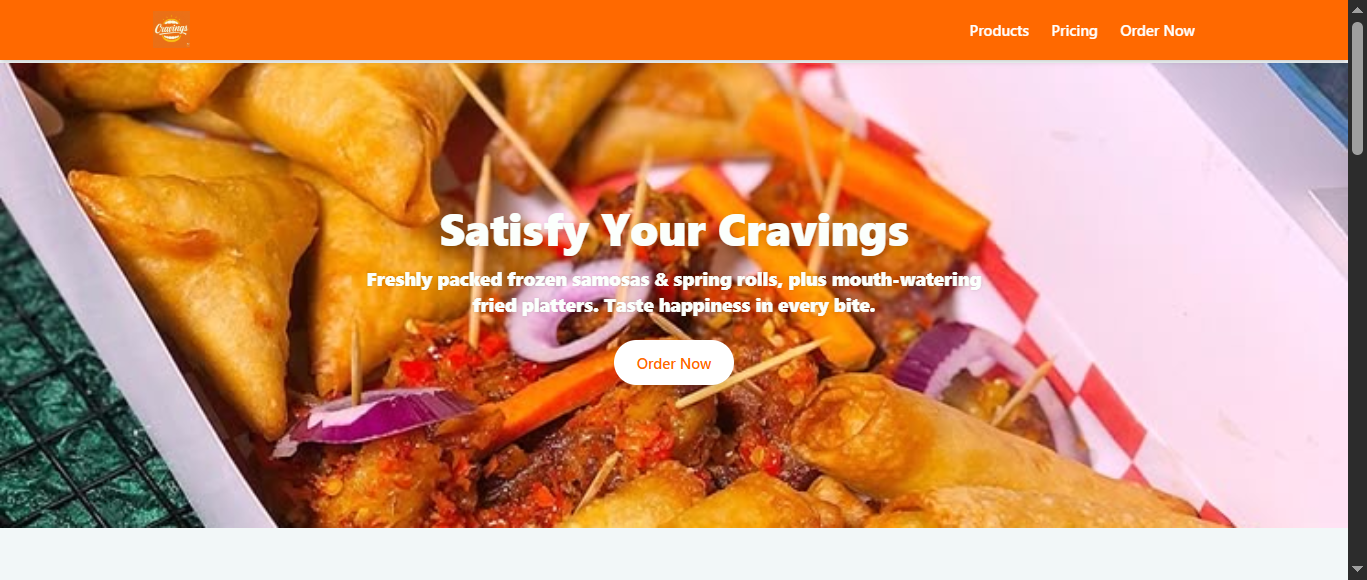 Cravings
Products Pricing Order Now
Satisfy Your Cravings
Freshly packed frozen samosas & spring rolls, plus mouth-watering
fried platters. Taste happiness in every bite.
Order Now